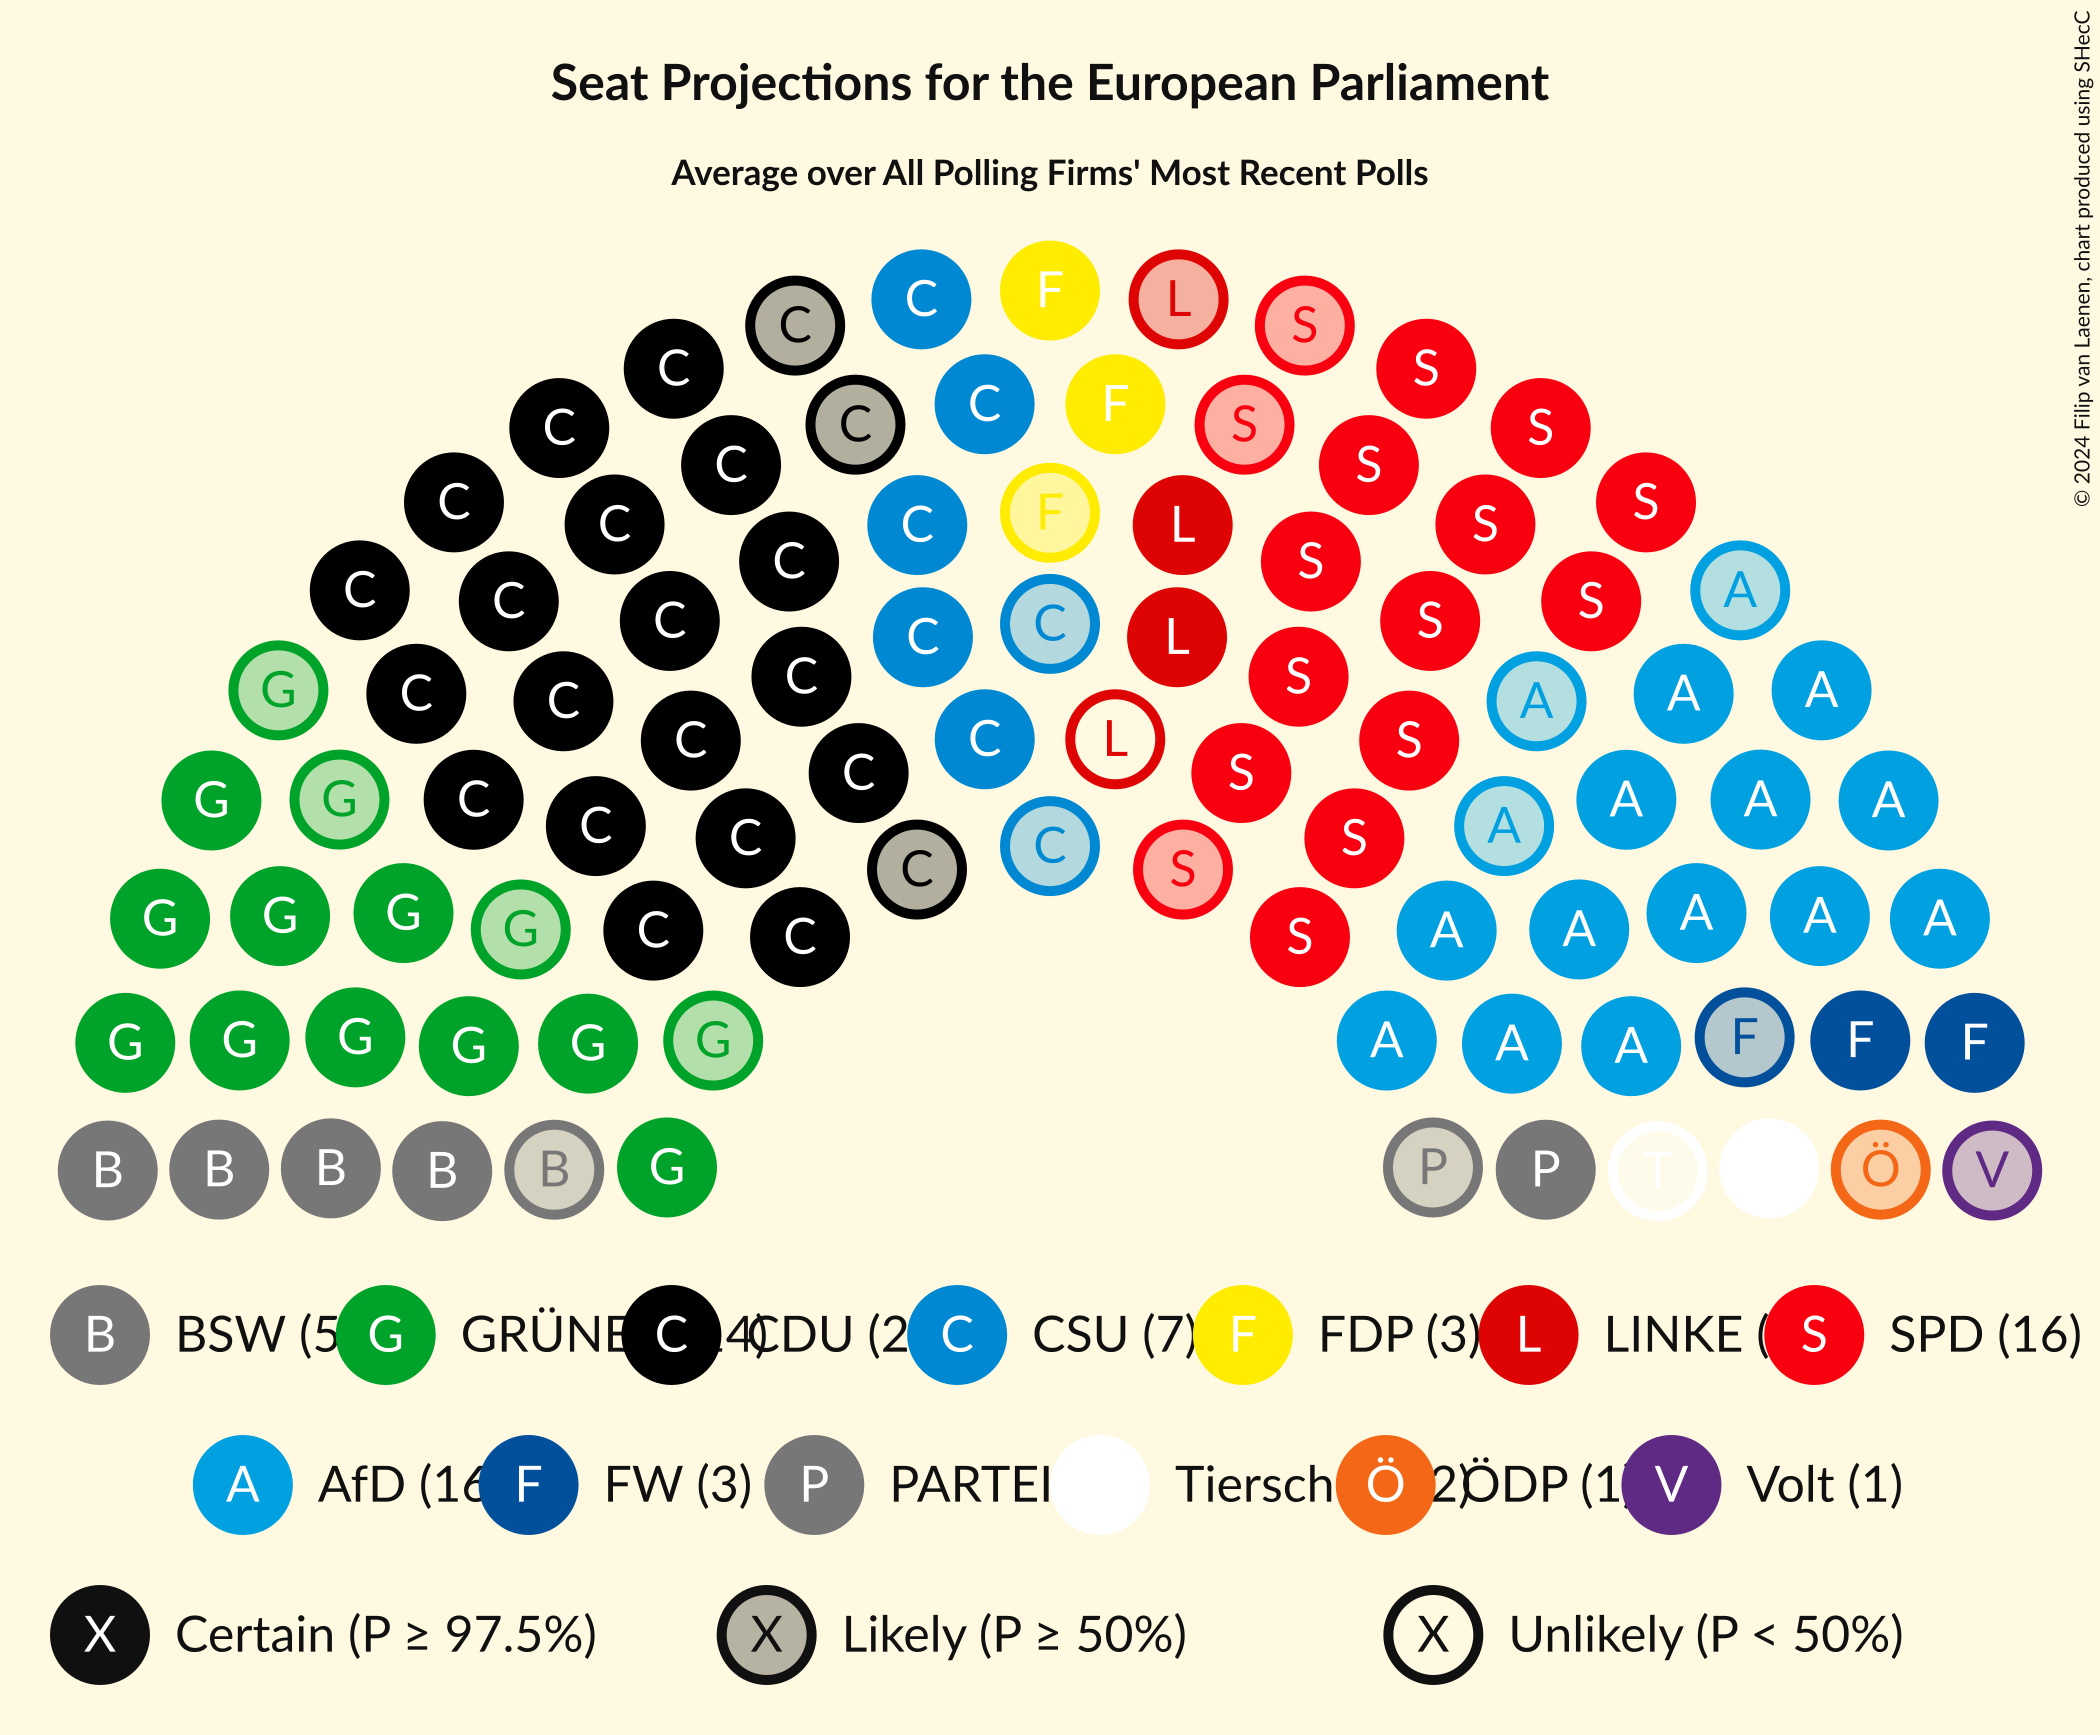 Seat Projections for the European Parliament
Average over All Polling Firms' Most Recent Polls
© 2024 Filip van Laenen, chart produced using SHecC
C F L S
C C S
C C F S S
C C S S
C C F L S S S
C C C L S S A
C C C S S A A
G C C C C L S S A A
G G C C C C S S A A A A
G G G G C C C C S S A A A A A
G G G G G G A A A F F F
B B B B B G P P T Ö V
B BSW (5 G GRÜNE C 4) CDU (2 C CSU (7) F FDP (3) L LINKE ( S SPD (16)
A AfD (16 F FW (3) P PARTEI Tiersch Ö 2) ÖDP (1) V Volt (1)
X Certain (P ≥ 97.5%) X Likely (P ≥ 50%) X Unlikely (P < 50%)